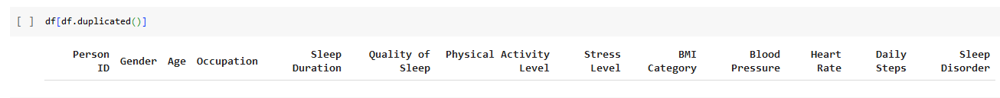 [ ] df[df.duplicated()]
Person ID Gender Age Occupation Sleep Duration Quality of Sleep Physical Activity Level Stress Level BMI Category Blood Pressure Heart Rate Daily Steps Sleep Disorder